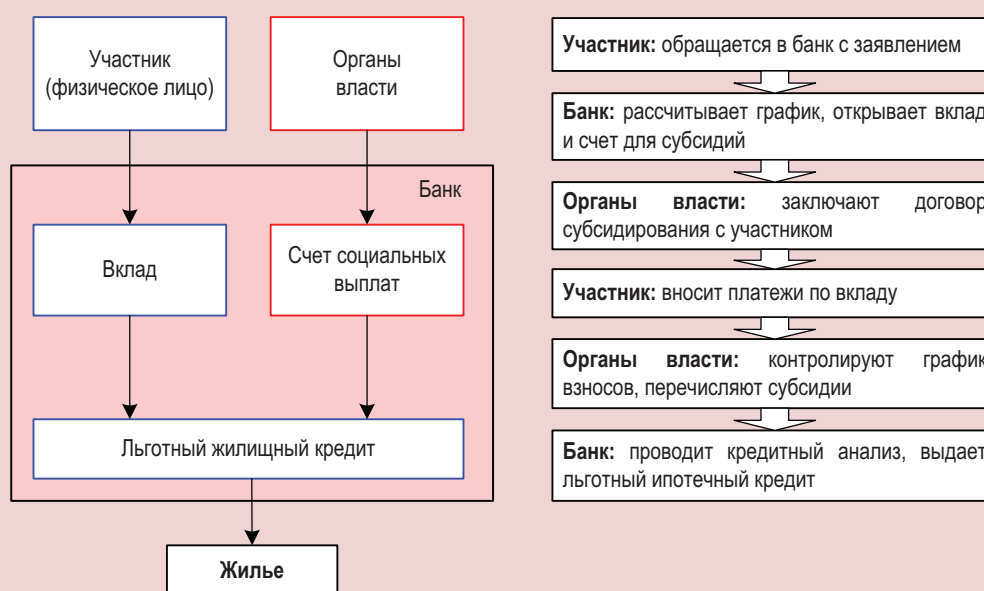 Участник
(физическое лицо)
Органы
власти
Банк
Вклад
Счет социальных
выплат
Льготный жилищный кредит
Жилье
Участник: обращается в банк с заявлением
Банк: рассчитывает график, открывает вклад
и счет для субсидий
Органы власти: заключают договор
субсидирования с участником
Участник: вносит платежи по вкладу
Органы власти: контролируют график
взносов, перечисляют субсидии
Банк: проводит кредитный анализ, выдает
льготный ипотечный кредит